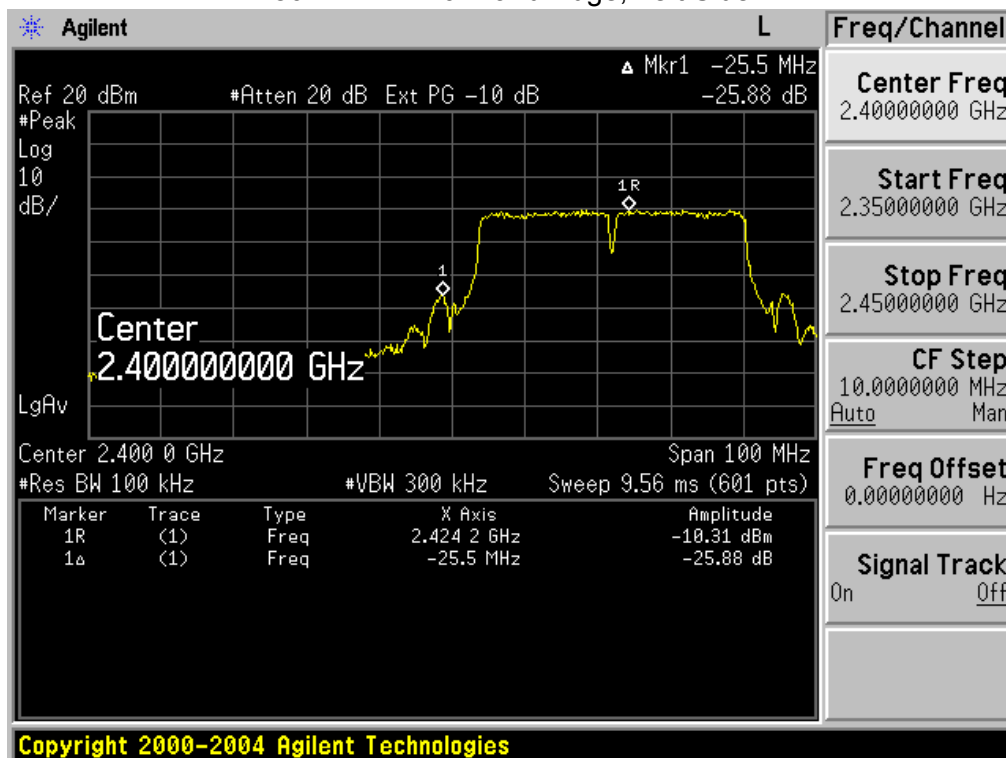 Agilent L
Freq/Channel
Δ Mkr1 -25.5 MHz
Ref 20 dBm #Atten 20 dB Ext PG -10 dB -25.88 dB
#Peak
Log
10
dB/
1R
1
Center
2.400000000 GHz
LgAv
Center 2.400 0 GHz Span 100 MHz
#Res BW 100 kHz #VBW 300 kHz Sweep 9.56 ms (601 pts)
Marker Trace Type X Axis Amplitude
1R (1) Freq 2.424 2 GHz -10.31 dBm
1Δ (1) Freq -25.5 MHz -25.88 dB
Center Freq
2.40000000 GHz
Start Freq
2.35000000 GHz
Stop Freq
2.45000000 GHz
CF Step
10.0000000 MHz
Auto Man
Freq Offset
0.00000000 Hz
Signal Track
On Off
Copyright 2000-2004 Agilent Technologies